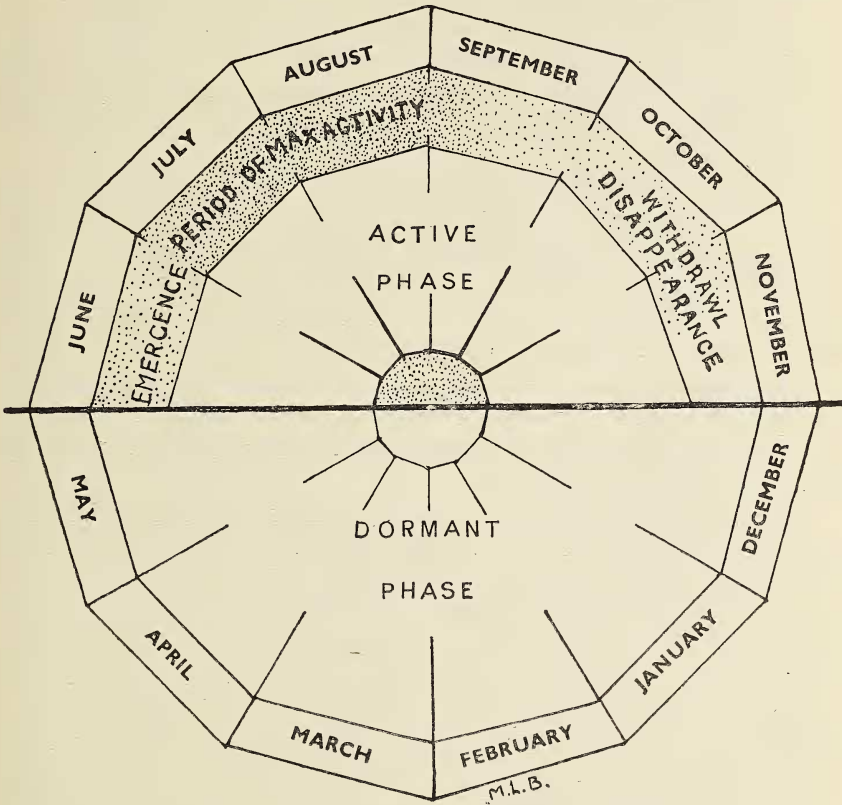 AUGUST
SEPTEMBER
JULY
OCTOBER
JUNE
NOVEMBER
EMERGENCE
PERIOD OF MAX ACTIVITY
WITHDRAWL
DISAPPEARANCE
ACTIVE
PHASE
MAY
DECEMBER
DORMANT
PHASE
APRIL
JANUARY
MARCH
FEBRUARY
M.L.B.